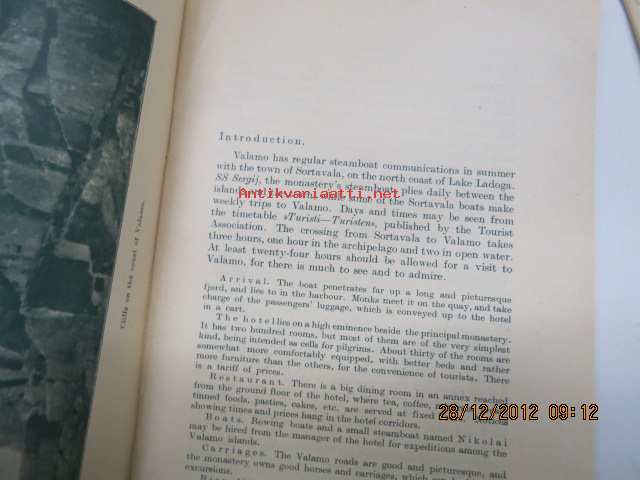 Cliffs on the coast of Valamo.
Introduction.
Valamo has regular steamboat communications in summer
with the town of Sortavala, on the north coast of Lake Ladoga.
SS Sergij, the monastery's steamboat plies daily between the
island and while some of the Sortavala boats make
Antikvariaatti.net
weekly trips to Valamo. Days and times may be seen from
the timetable »Turisti—Turisten», published by the Tourist
Association. The crossing from Sortavala to Valamo takes
three hours, one hour in the archipelago and two in open water.
At least twenty-four hours should be allowed for a visit to
Valamo, for there is much to see and to admire.
Arrival. The boat penetrates far up a long and picturesque
fjord, and lies to in the harbour. Monks meet it on the quay, and take
charge of the passengers' luggage, which is conveyed up to the hotel
in a cart.
The hotel lies on a high eminence beside the principal monastery.
It has two hundred rooms, but most of them are of the very simplest
kind, being intended as cells for pilgrims. About thirty of the rooms are
somewhat more comfortably equipped, with better beds and rather
more furniture than the others, for the convenience of tourists. There
is a tariff of prices.
Restaurant. There is a big dining room in an annex reached
from the ground floor of the hotel, where tea, coffee,
tinned foods, pasties, cakes, etc. are served at fixed Notices
showing times and prices hang in the hotel corridors.
Boats. Rowing boats and a small steamboat named Nikolai
may be hired from the manager of the hotel for expeditions among the
Valamo islands.
Carriages. The Valamo roads are good and picturesque, and
the monastery owns good horses and carriages, which
excursions.
28/12/2012 09:12